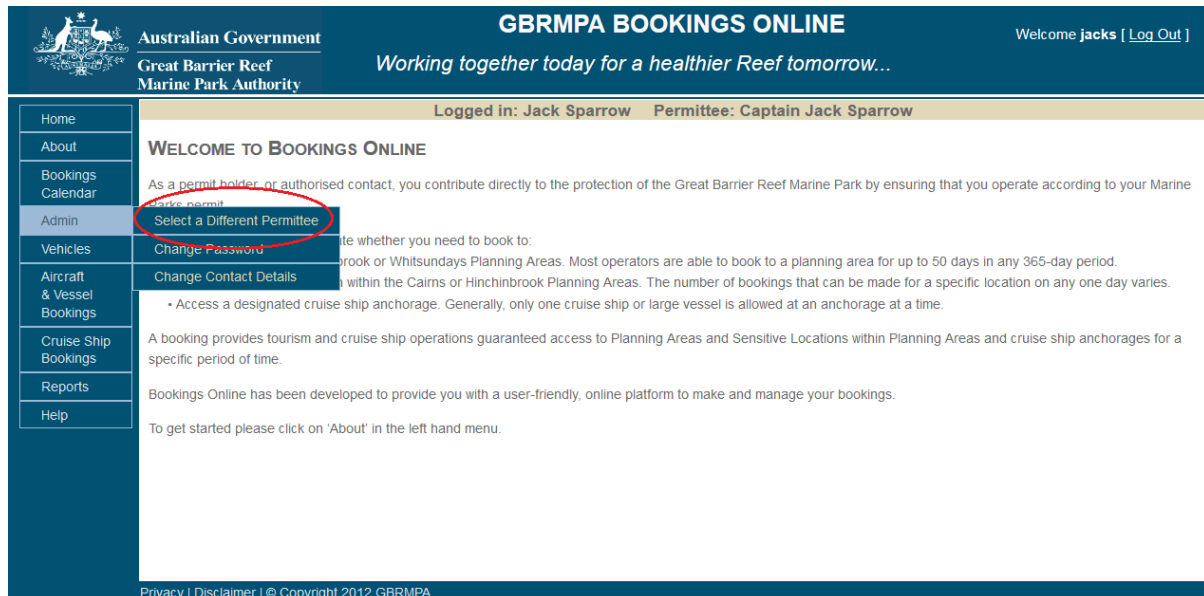 Australian Government
Great Barrier Reef
Marine Park Authority
GBRMPA BOOKINGS ONLINE
Working together today for a healthier Reef tomorrow...
Welcome jacks [ Log Out ]
Logged in: Jack Sparrow Permittee: Captain Jack Sparrow
Home
About
Bookings
Calendar
Admin
Vehicles
Aircraft
& Vessel
Bookings
Cruise Ship
Bookings
Reports
Help
Select a Different Permittee
Change Password
Change Contact Details
WELCOME TO BOOKINGS ONLINE
As a permit holder, or authorised contact, you contribute directly to the protection of the Great Barrier Reef Marine Park by ensuring that you operate according to your Marine
Parks permit
whether you need to book to:
or Whitsundays Planning Areas. Most operators are able to book to a planning area for up to 50 days in any 365-day period.
within the Cairns or Hinchinbrook Planning Areas. The number of bookings that can be made for a specific location on any one day varies.
• Access a designated cruise ship anchorage. Generally, only one cruise ship or large vessel is allowed at an anchorage at a time.
A booking provides tourism and cruise ship operations guaranteed access to Planning Areas and Sensitive Locations within Planning Areas and cruise ship anchorages for a
specific period of time.
Bookings Online has been developed to provide you with a user-friendly, online platform to make and manage your bookings.
To get started please click on 'About' in the left hand menu.
Privacy | Disclaimer | © Copyright 2012 GBRMPA